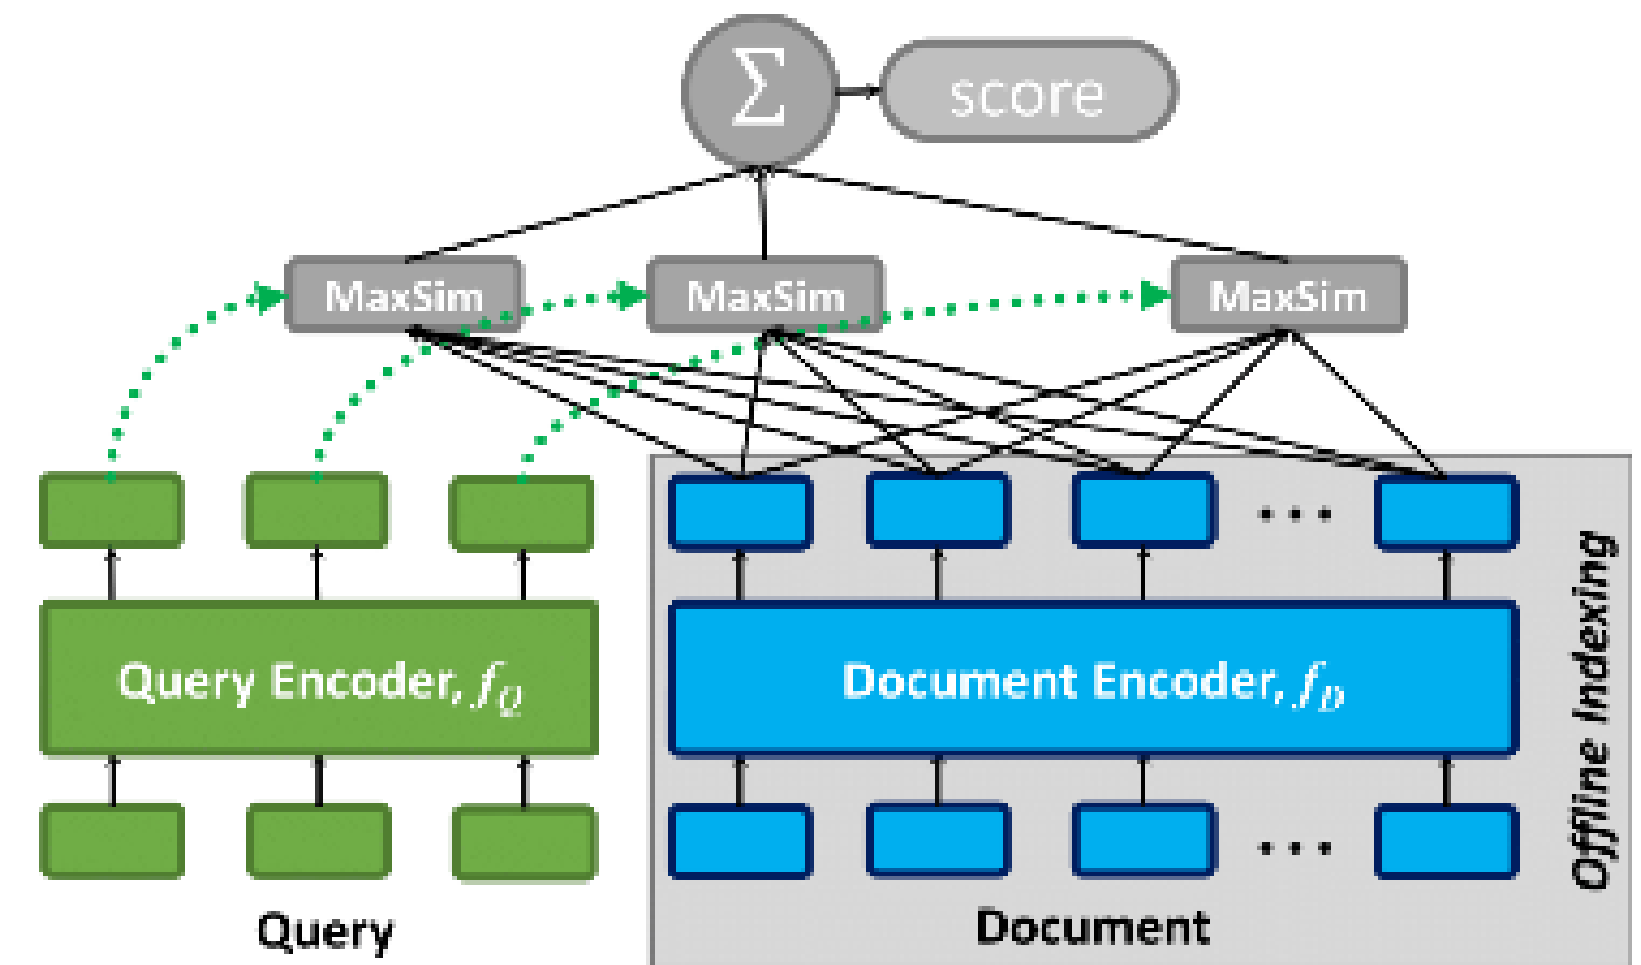 Σ
score
MaxSim
MaxSim
MaxSim
...
Query Encoder, f_Q
Document Encoder, f_D
...
Query
Document
Offline Indexing